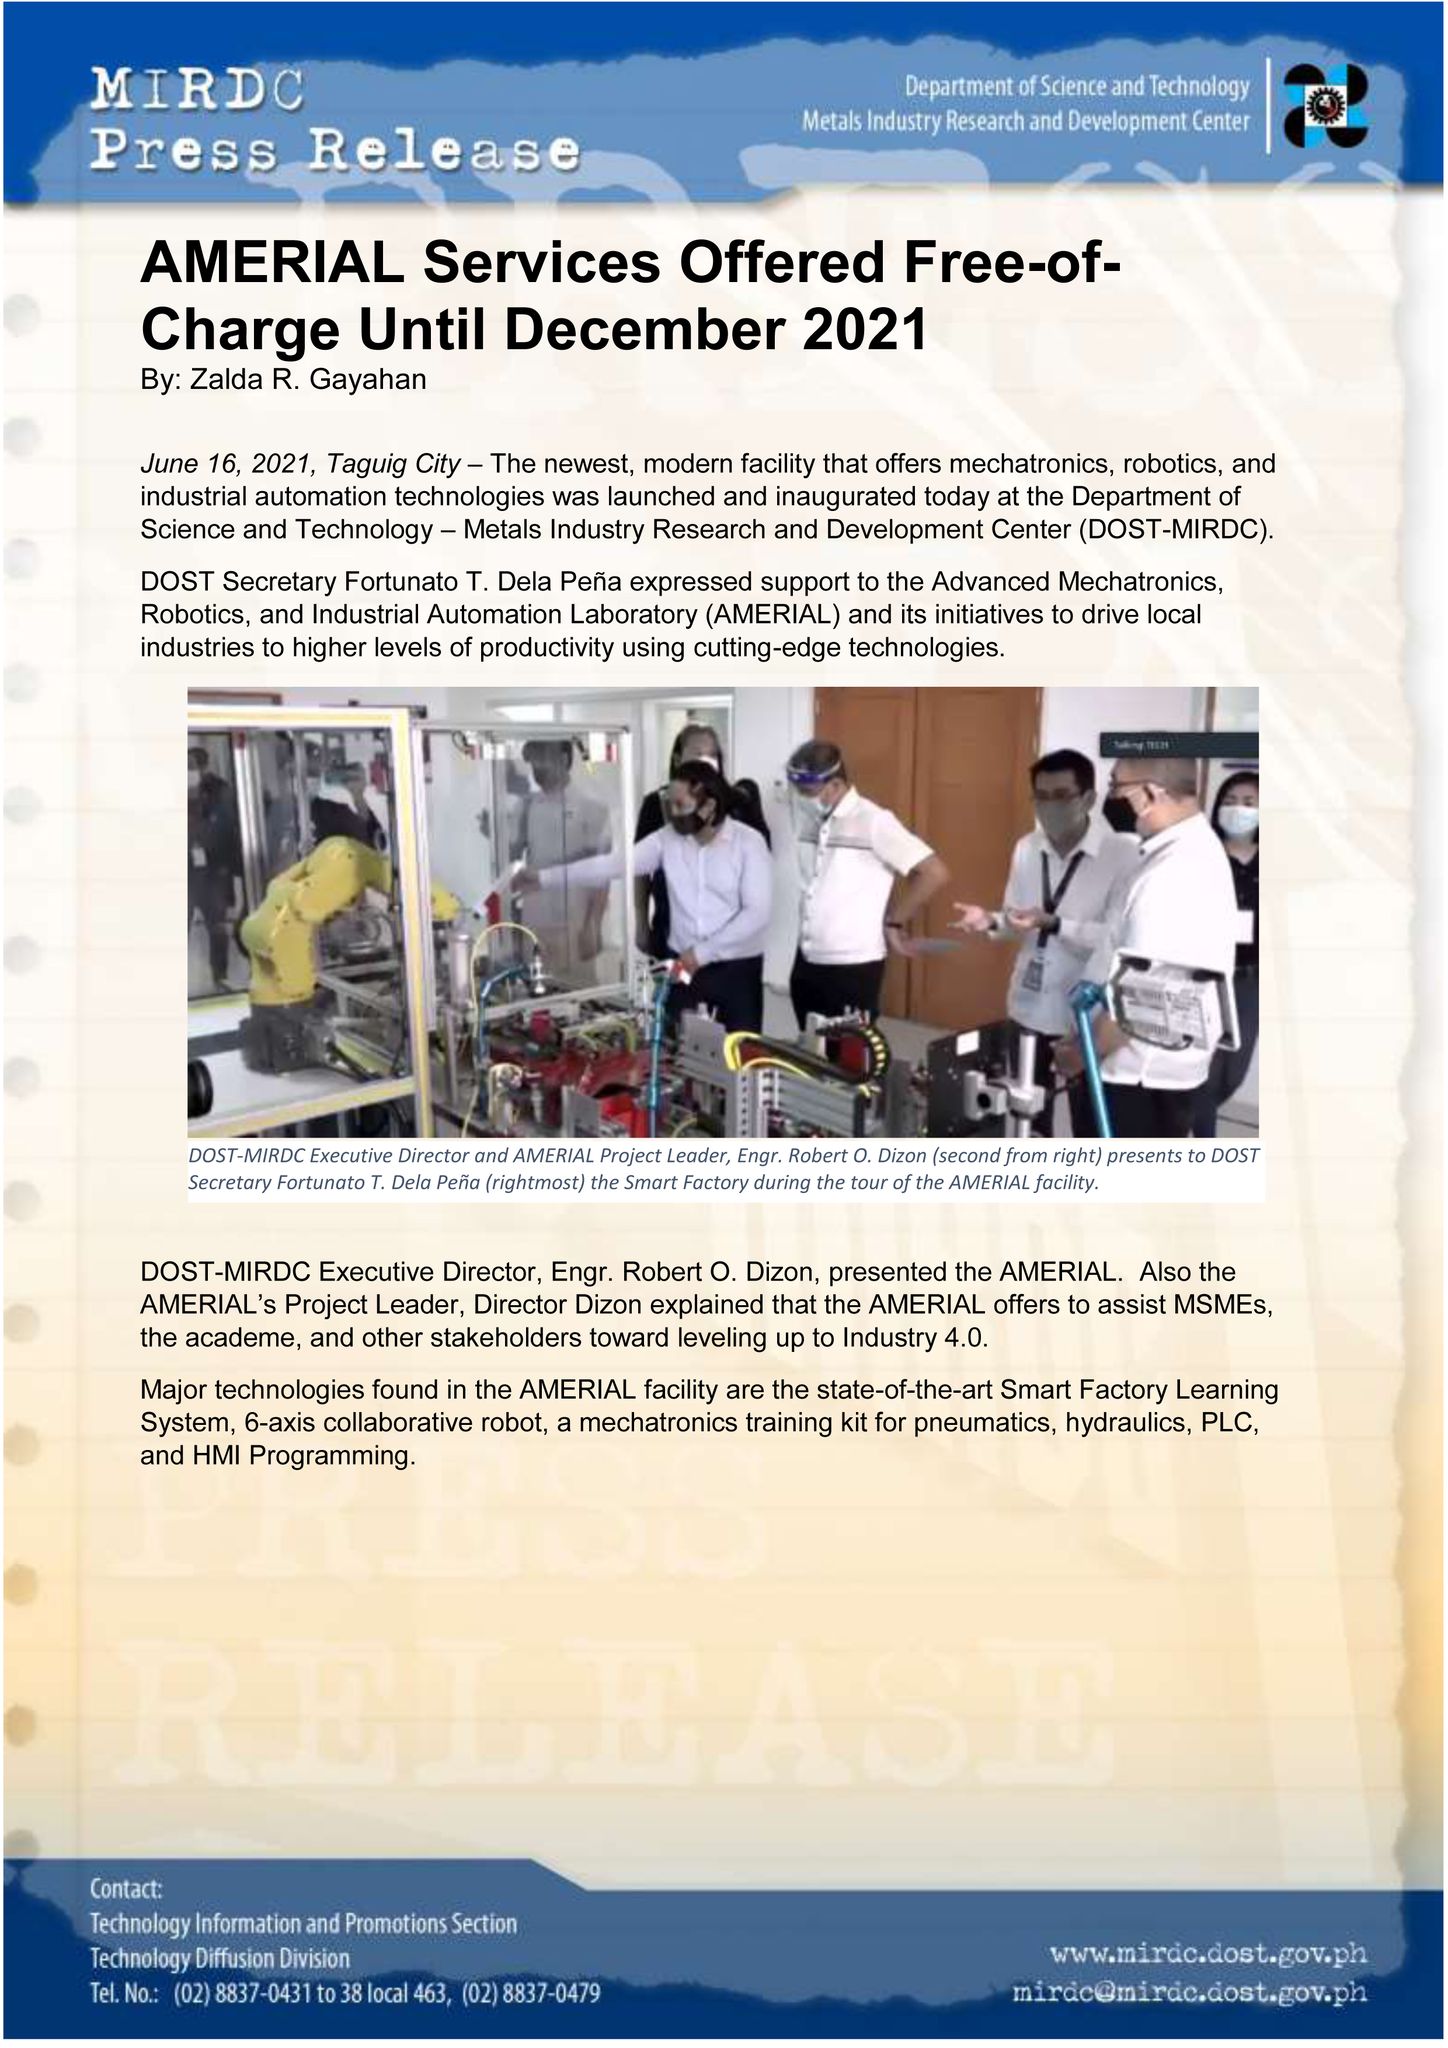 MIRDC
Press Release
Department of Science and Technology
Metals Industry Research and Development Center
AMERIAL Services Offered Free-of-
Charge Until December 2021
By: Zalda R. Gayahan
June 16, 2021, Taguig City – The newest, modern facility that offers mechatronics, robotics, and
industrial automation technologies was launched and inaugurated today at the Department of
Science and Technology – Metals Industry Research and Development Center (DOST-MIRDC).
DOST Secretary Fortunato T. Dela Peña expressed support to the Advanced Mechatronics,
Robotics, and Industrial Automation Laboratory (AMERIAL) and its initiatives to drive local
industries to higher levels of productivity using cutting-edge technologies.
Talking: TECH
DOST-MIRDC Executive Director and AMERIAL Project Leader, Engr. Robert O. Dizon (second from right) presents to DOST
Secretary Fortunato T. Dela Peña (rightmost) the Smart Factory during the tour of the AMERIAL facility.
DOST-MIRDC Executive Director, Engr. Robert O. Dizon, presented the AMERIAL.  Also the
AMERIAL's Project Leader, Director Dizon explained that the AMERIAL offers to assist MSMEs,
the academe, and other stakeholders toward leveling up to Industry 4.0.
Major technologies found in the AMERIAL facility are the state-of-the-art Smart Factory Learning
System, 6-axis collaborative robot, a mechatronics training kit for pneumatics, hydraulics, PLC,
and HMI Programming.
PRESS
RELEASE
Contact:
Technology Information and Promotions Section
Technology Diffusion Division
Tel. No.: (02) 8837-0431 to 38 local 463, (02) 8837-0479
www.mirdc.dost.gov.ph
mirdc@mirdc.dost.gov.ph